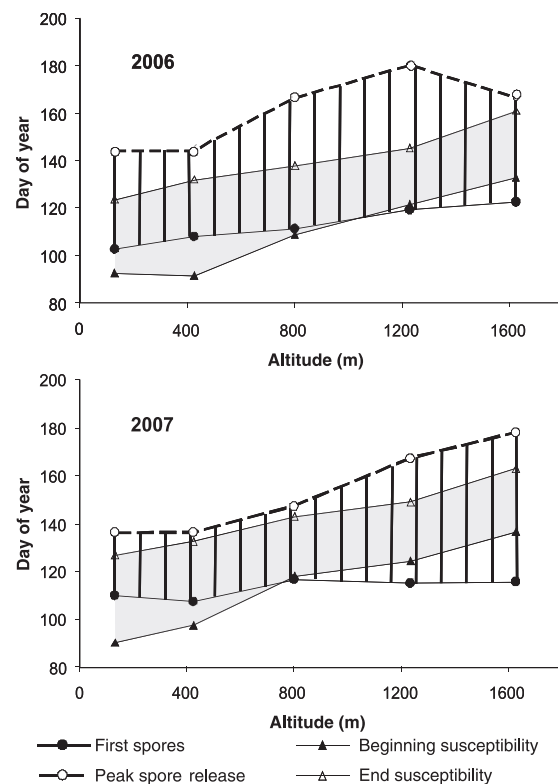 200
180
160
140
120
100
80
Day of year
2006
0 400 800 1200 1600
Altitude (m)
200
180
160
140
120
100
80
Day of year
2007
0 400 800 1200 1600
Altitude (m)
First spores Beginning susceptibility
Peak spore release End susceptibility